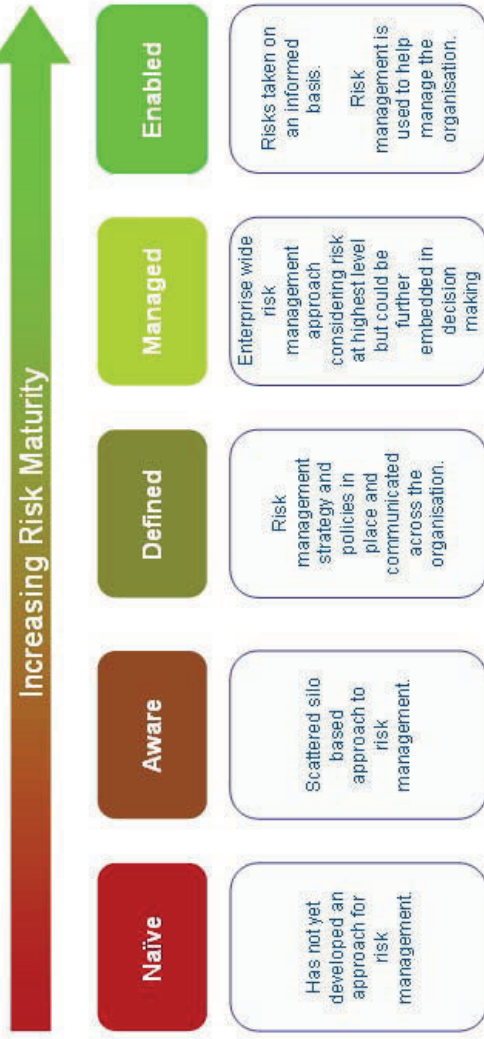 Increasing Risk Maturity
Naïve
Aware
Defined
Managed
Enabled
Has not yet
developed an
approach for
risk
management.
Scattered silo
based
approach to
risk
management.
Risk
management
strategy and
policies in
place and
communicated
across the
organisation.
Enterprise wide
risk
management
approach
considering risk
at highest level
but could be
further
embedded in
decision
making
Risks taken on
an informed
basis.
Risk
management is
used to help
manage the
organisation.